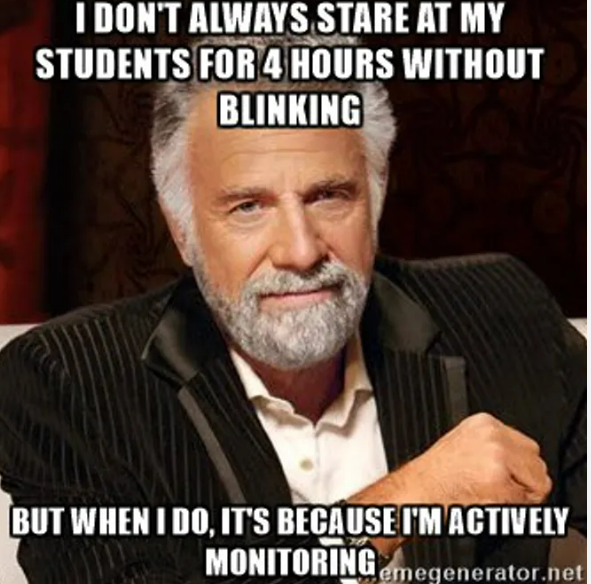 I DON'T ALWAYS STARE AT MY
STUDENTS FOR 4 HOURS WITHOUT
BLINKING
BUT WHEN I DO, IT'S BECAUSE I'M ACTIVELY
MONITORING
emegenerator.net